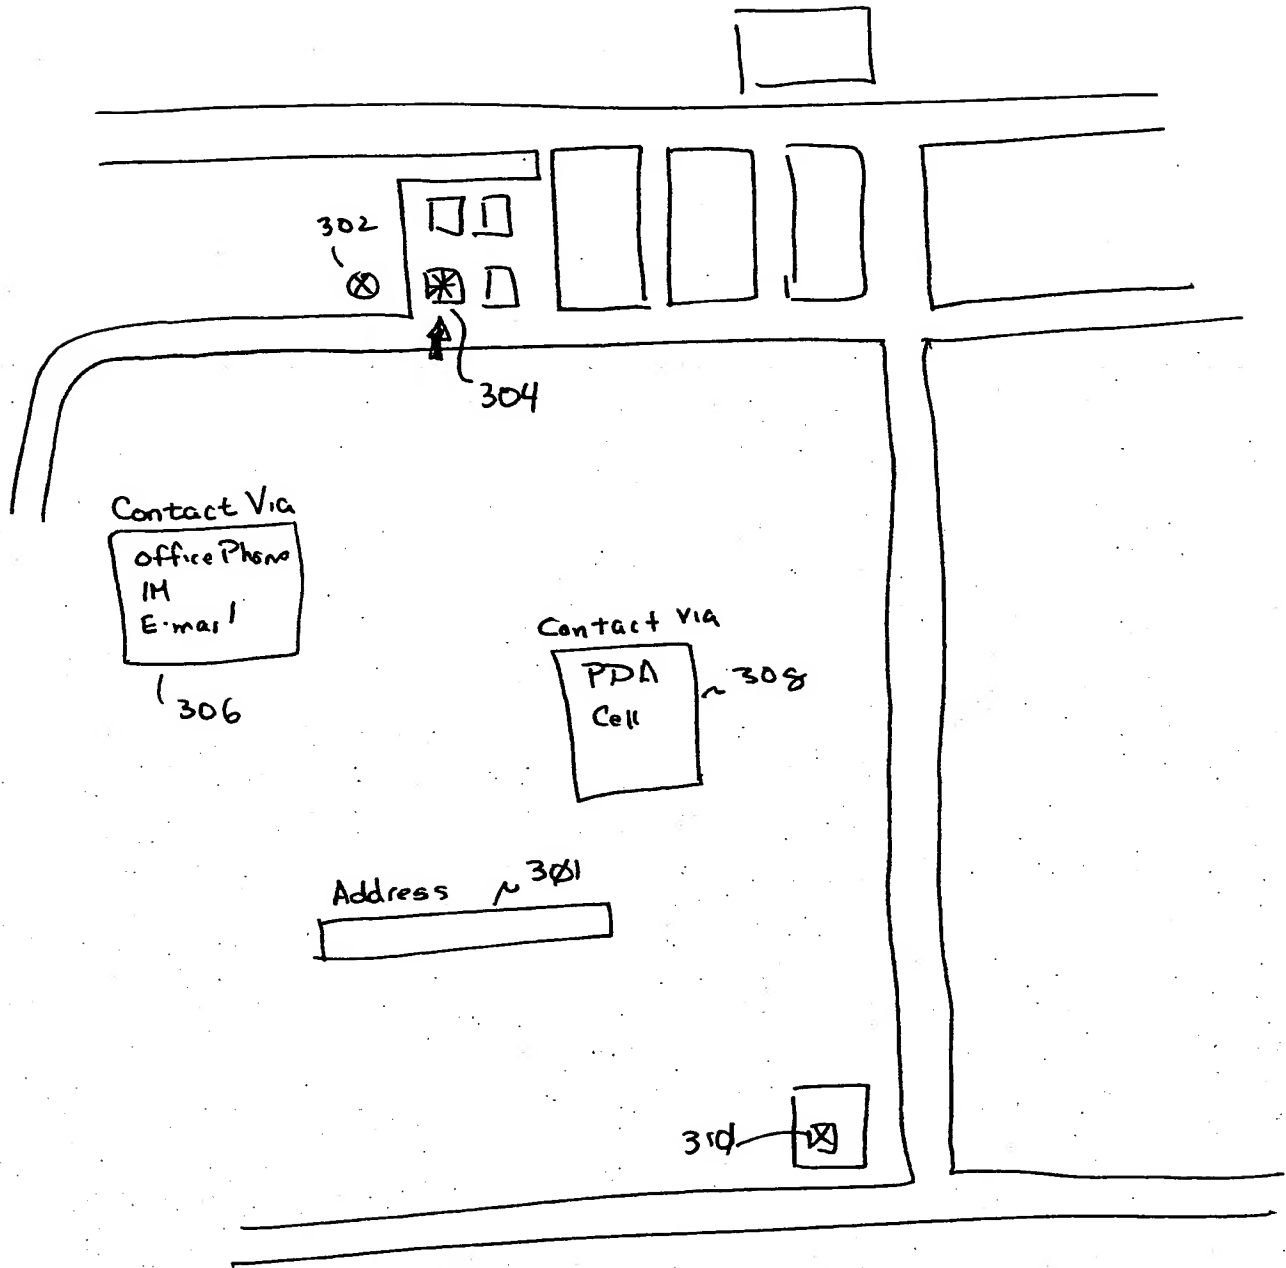 302
304
Contact Via
Office Phone
IM
E-mail
306
Contact Via
PDA
Cell
308
Address
301
310